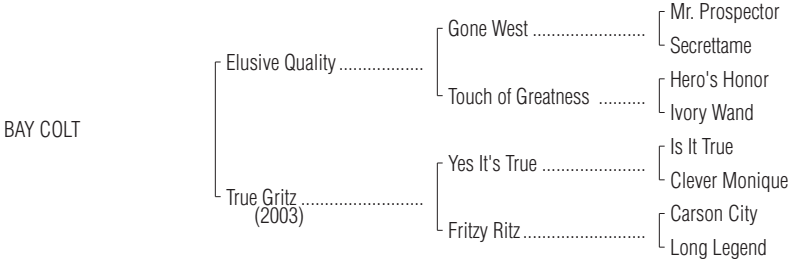 Mr. Prospector
Gone West ........................
Secrettame
Elusive Quality ..................
Hero's Honor
Touch of Greatness ..........
Ivory Wand
BAY COLT
Is It True
Yes It's True ......................
Clever Monique
True Gritz ..........................
(2003)
Carson City
Fritzy Ritz ..........................
Long Legend